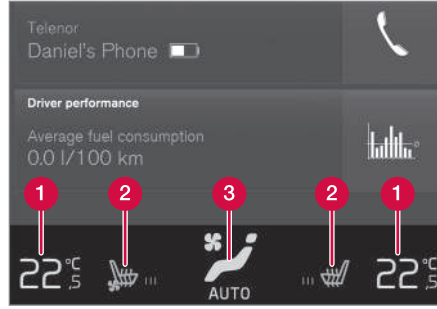 Telenor
Daniel's Phone
Driver performance
Average fuel consumption
0.0 l/100 km
1 2 3 2 1
22,5 °C 22,5 °C
AUTO